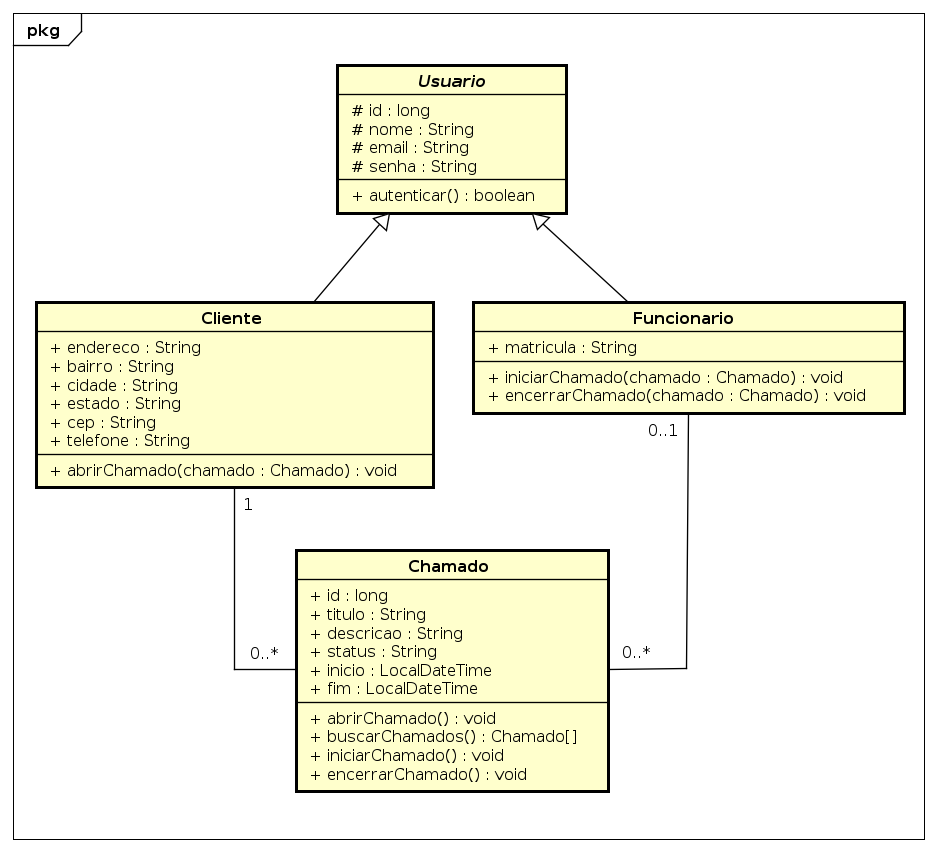 pkg
Usuario
# id : long
# nome : String
# email : String
# senha : String
+ autenticar() : boolean
Cliente
+ endereco : String
+ bairro : String
+ cidade : String
+ estado : String
+ cep : String
+ telefone : String
+ abrirChamado(chamado : Chamado) : void
Funcionario
+ matricula : String
+ iniciarChamado(chamado : Chamado) : void
+ encerrarChamado(chamado : Chamado) : void
0..1
1
0..*
0..*
Chamado
+ id : long
+ titulo : String
+ descricao : String
+ status : String
+ inicio : LocalDateTime
+ fim : LocalDateTime
+ abrirChamado() : void
+ buscarChamados() : Chamado[]
+ iniciarChamado() : void
+ encerrarChamado() : void